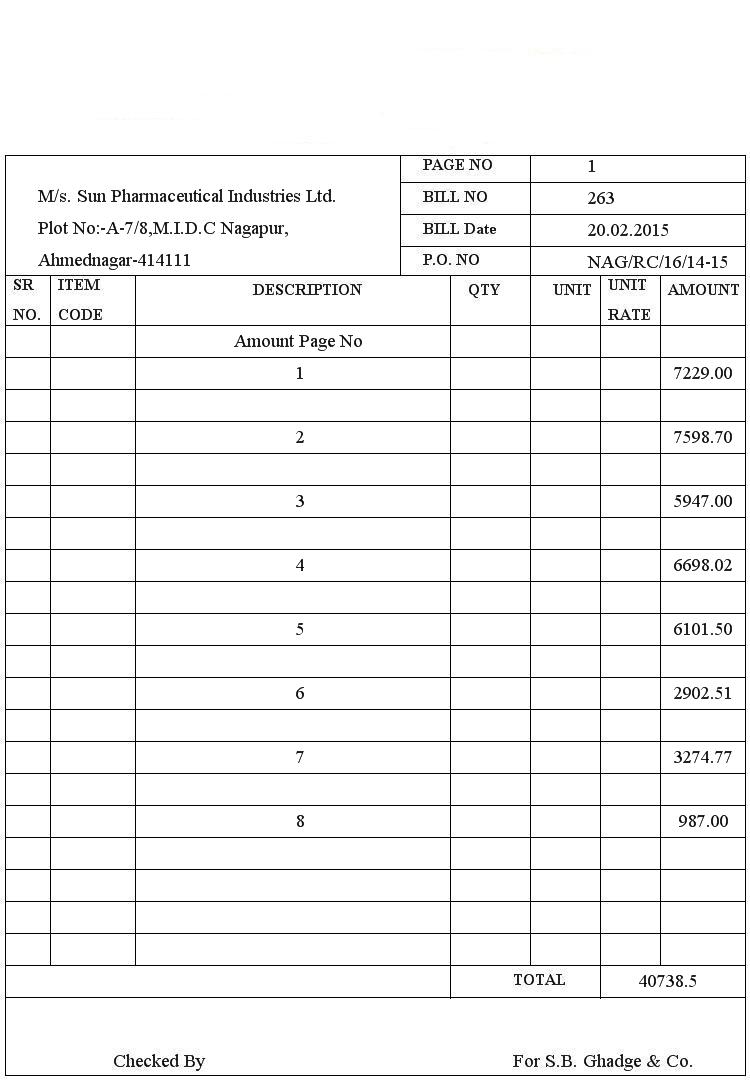 PAGE NO 1
M/s. Sun Pharmaceutical Industries Ltd.
BILL NO 263
Plot No:-A-7/8,M.I.D.C Nagapur,
BILL Date 20.02.2015
Ahmednagar-414111
P.O. NO NAG/RC/16/14-15
SR NO. ITEM CODE DESCRIPTION QTY UNIT UNIT RATE AMOUNT
Amount Page No
1 7229.00
2 7598.70
3 5947.00
4 6698.02
5 6101.50
6 2902.51
7 3274.77
8 987.00
TOTAL 40738.5
Checked By For S.B. Ghadge & Co.